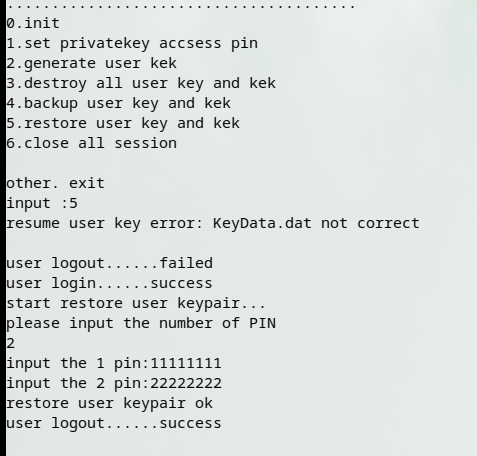 .......................................
0.init
1.set privatekey accsess pin
2.generate user kek
3.destroy all user key and kek
4.backup user key and kek
5.restore user key and kek
6.close all session
other. exit
input :5
resume user key error: KeyData.dat not correct
user logout......failed
user login......success
start restore user keypair...
please input the number of PIN
2
input the 1 pin:11111111
input the 2 pin:22222222
restore user keypair ok
user logout......success